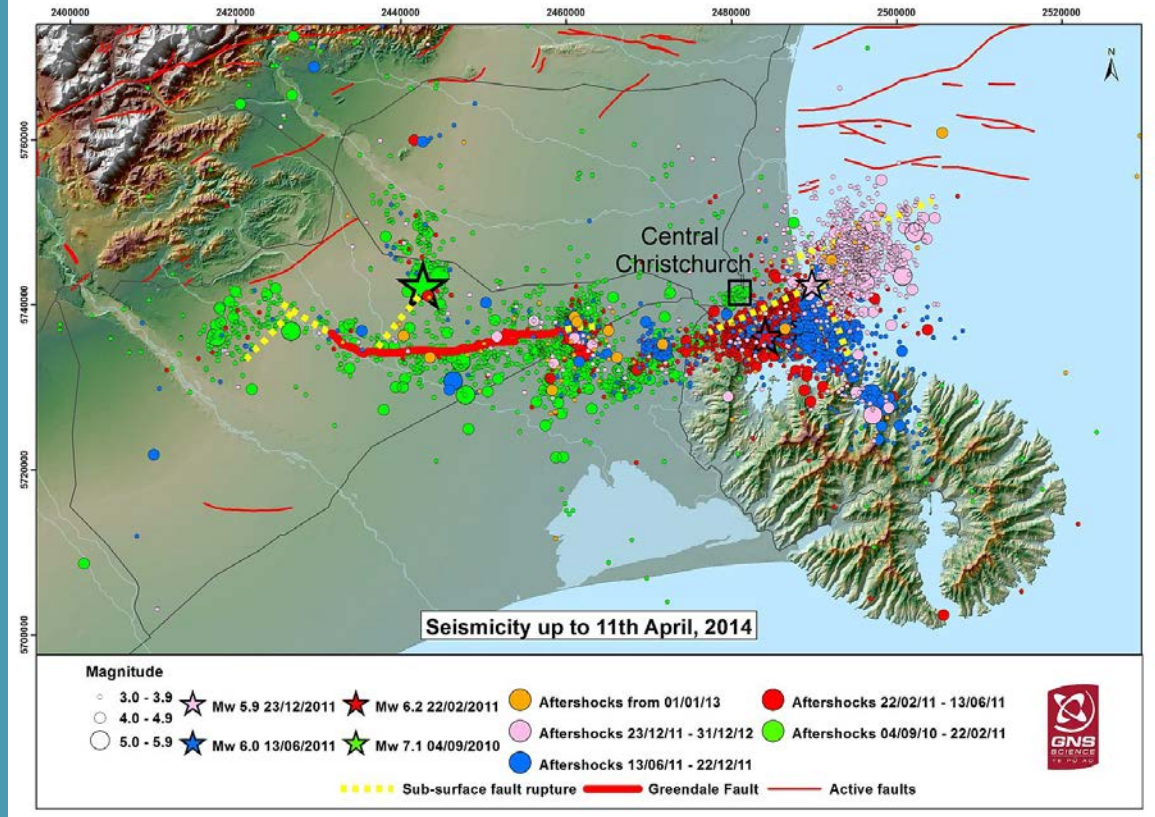 2400000 2420000 2440000 2460000 2480000 2500000 2520000
N
5760000
5740000
5720000
5700000
Central
Christchurch
Seismicity up to 11th April, 2014
Magnitude
3.0 - 3.9
4.0 - 4.9
5.0 - 5.9
Mw 5.9 23/12/2011
Mw 6.0 13/06/2011
Mw 6.2 22/02/2011
Mw 7.1 04/09/2010
Aftershocks from 01/01/13
Aftershocks 23/12/11 - 31/12/12
Aftershocks 13/06/11 - 22/12/11
Aftershocks 22/02/11 - 13/06/11
Aftershocks 04/09/10 - 22/02/11
Sub-surface fault rupture Greendale Fault Active faults
GNS
SCIENCE
TE PŪ AO